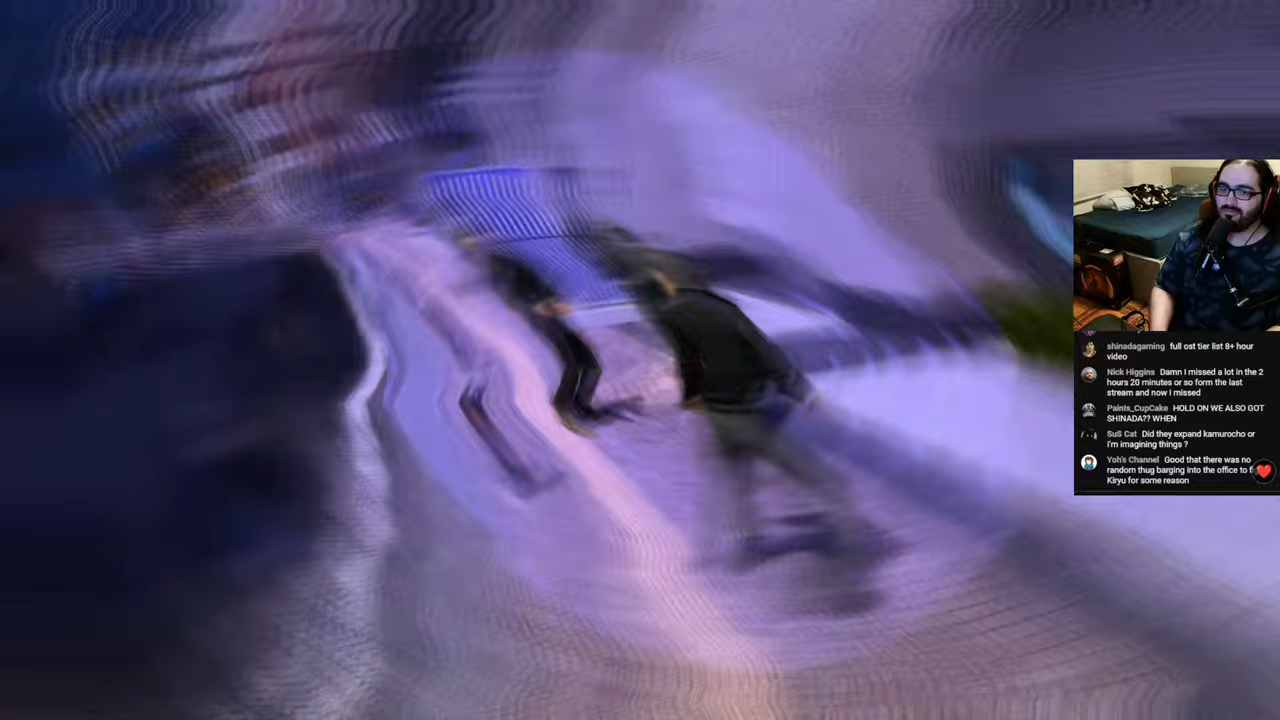 shinadagaming full ost tier list 8+ hour
video
Nick Higgins Damn I missed a lot in the 2
hours 20 minutes or so form the last
stream and now I missed
PainIs_CupCake HOLD ON WE ALSO GOT
SHINADA?? WHEN
SuS Cat Did they expand kamurocho or
I'm imagining things ?
Yoh's Channel Good that there was no
random thug barging into the office to
Kiryu for some reason